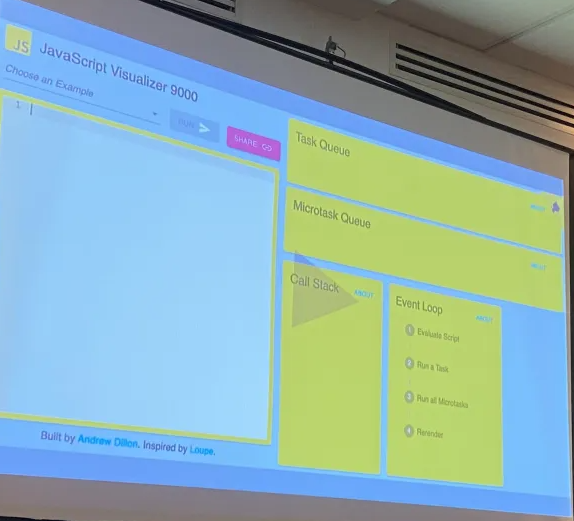 JS JavaScript Visualizer 9000
Choose an Example
RUN
SHARE GO
1
Task Queue
ABOUT
Microtask Queue
ABOUT
Call Stack
ABOUT
Event Loop
ABOUT
1 Evaluate Script
2 Run a Task
3 Run all Microtasks
4 Rerender
Built by Andrew Dillon. Inspired by Loupe.